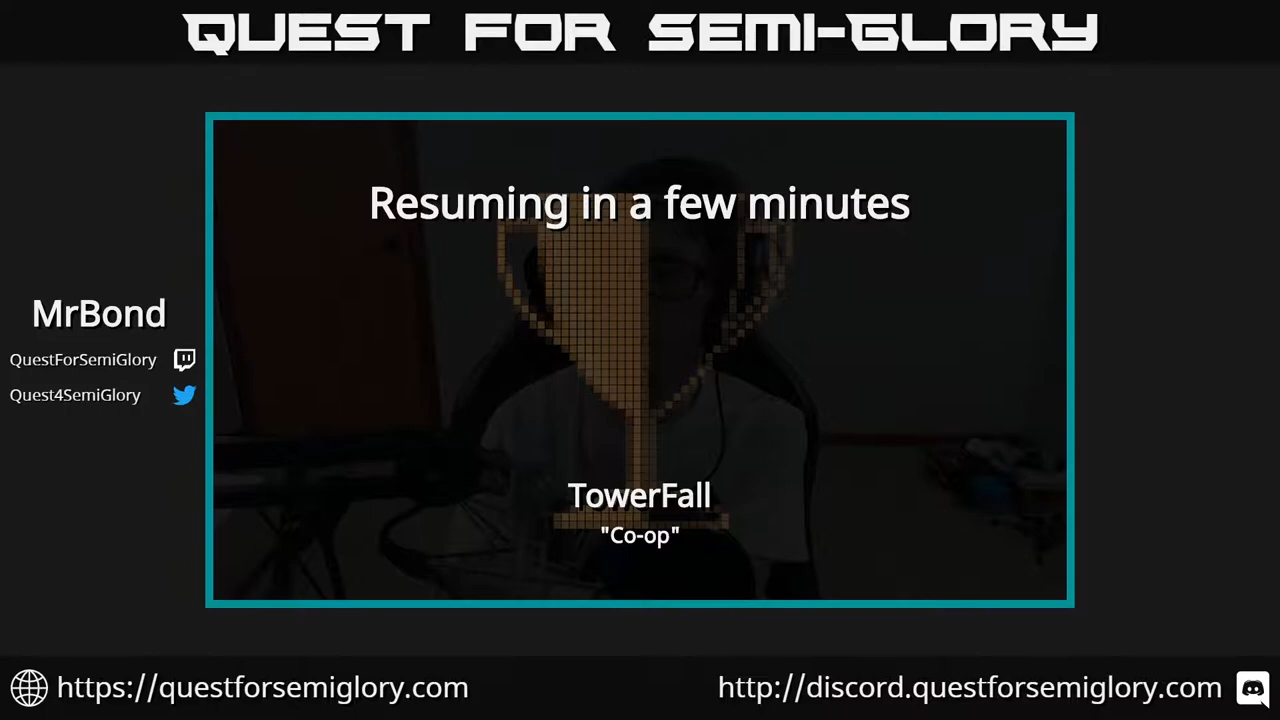 QUEST FOR SEMI-GLORY
Resuming in a few minutes
MrBond
QuestForSemiGlory
Quest4SemiGlory
TowerFall
"Co-op"
https://questforsemiglory.com
http://discord.questforsemiglory.com